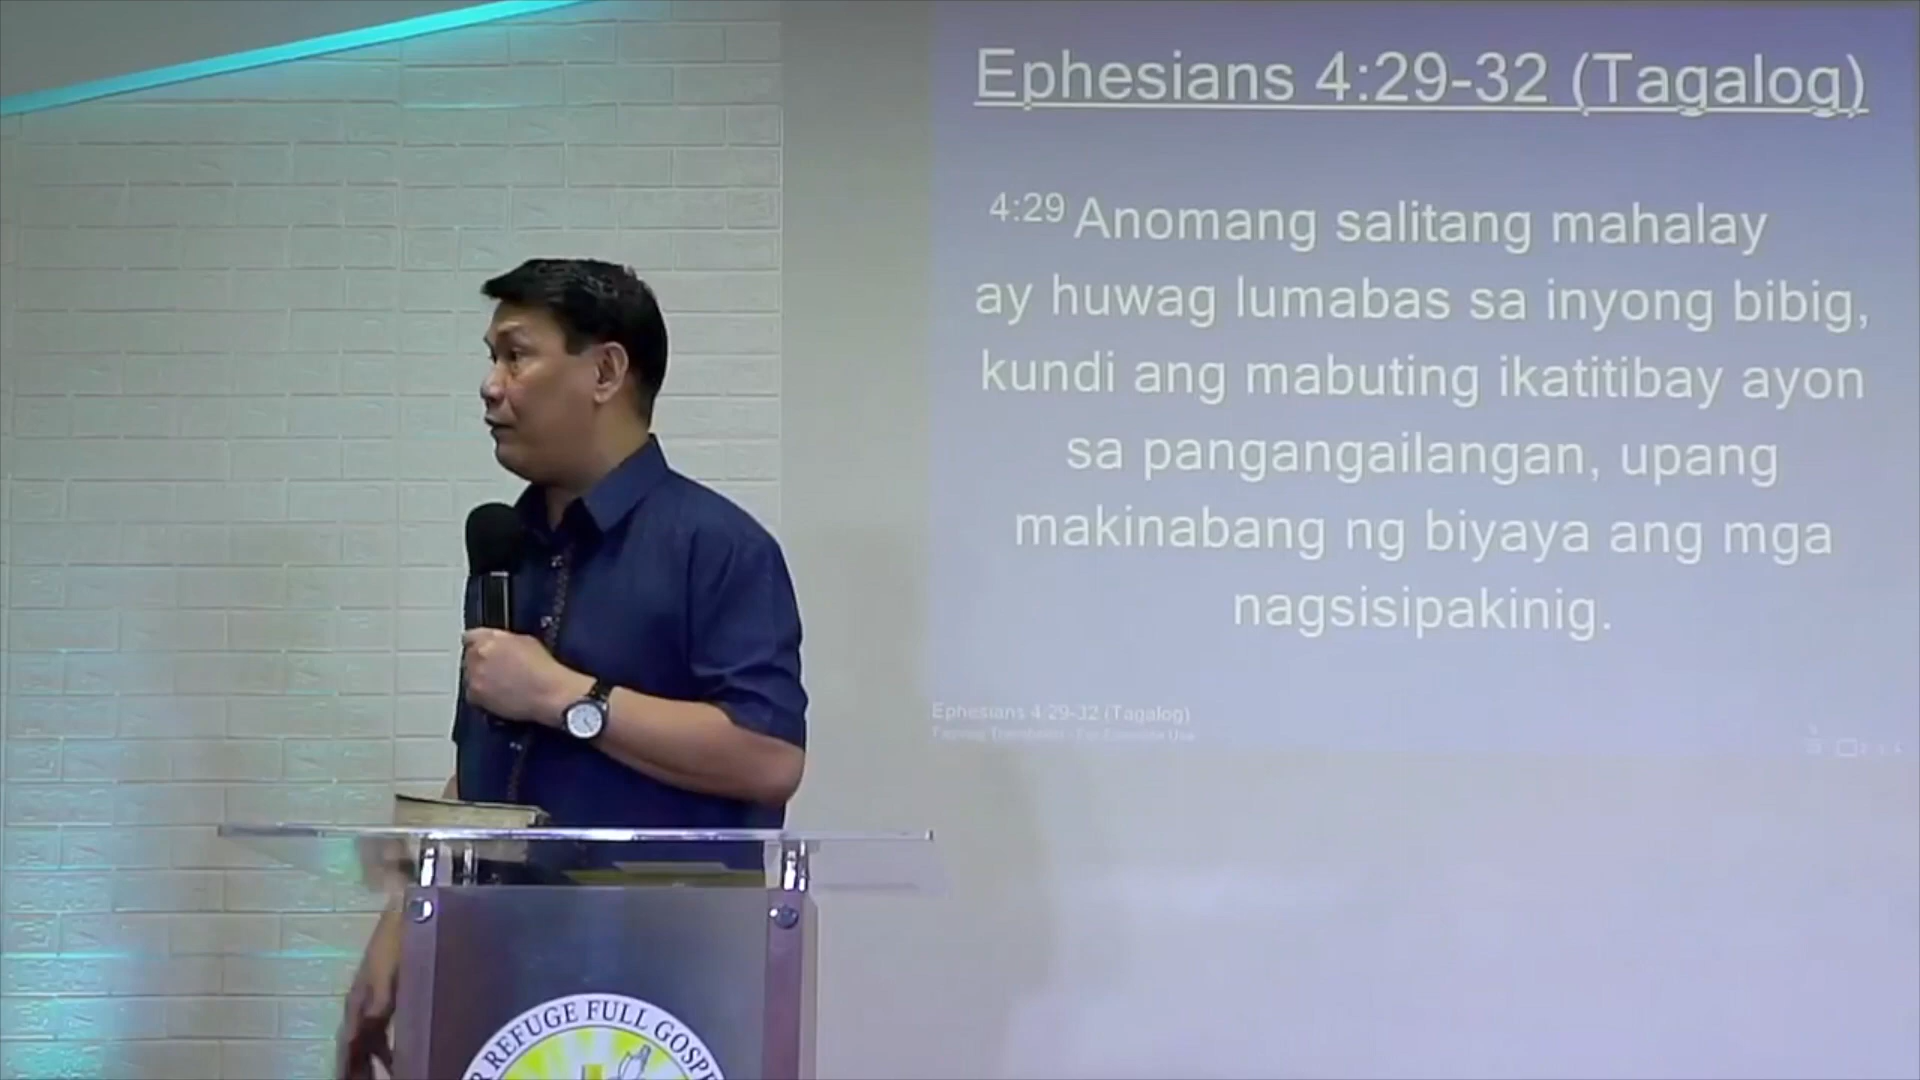 Ephesians 4:29-32 (Tagalog)
4:29 Anomang salitang mahalay
ay huwag lumabas sa inyong bibig,
kundi ang mabuting ikatitibay ayon
sa pangangailangan, upang
makinabang ng biyaya ang mga
nagsisipakinig.
Ephesians 4:29-32 (Tagalog)
REFUGE FULL